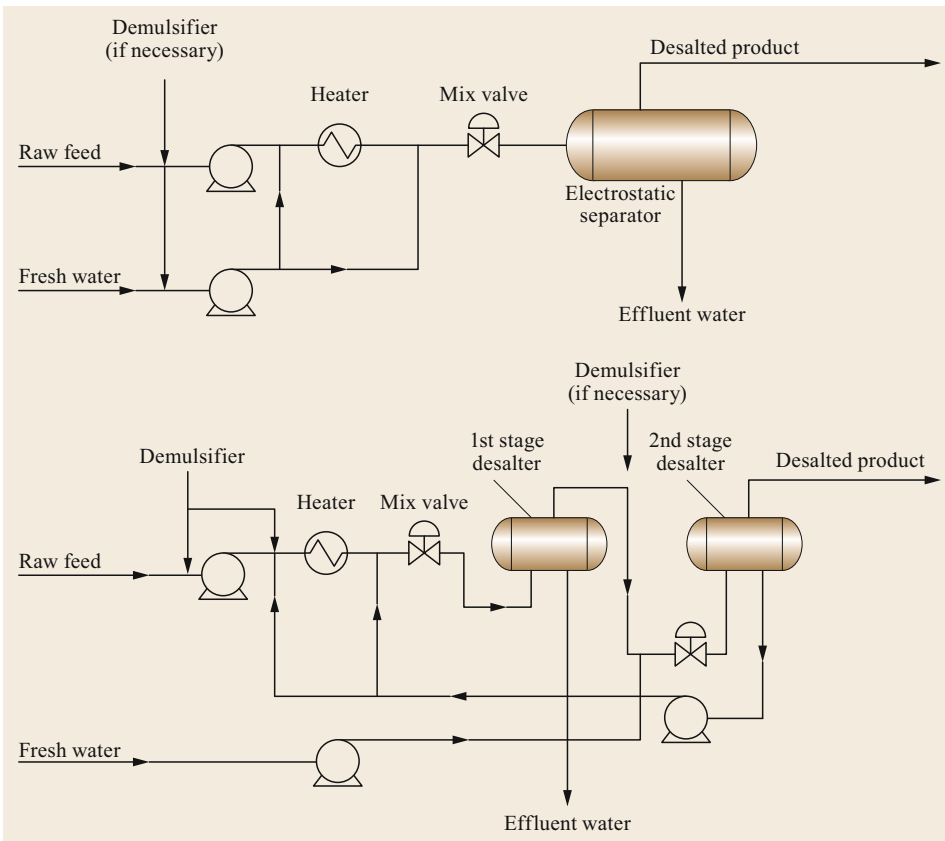 Demulsifier
(if necessary)
Desalted product
Heater
Mix valve
Raw feed
Electrostatic
separator
Fresh water
Effluent water
Demulsifier
(if necessary)
1st stage
desalter
2nd stage
desalter
Demulsifier
Desalted product
Heater
Mix valve
Raw feed
Fresh water
Effluent water